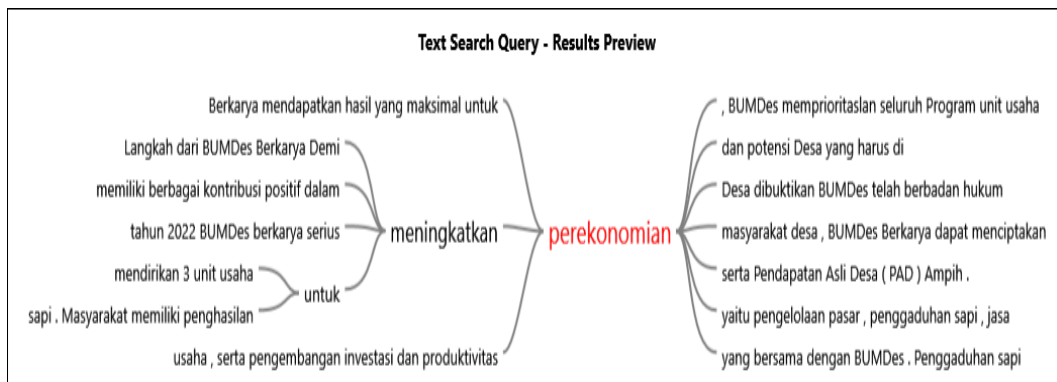 Text Search Query - Results Preview
Berkarya mendapatkan hasil yang maksimal untuk
Langkah dari BUMDes Berkarya Demi
memiliki berbagai kontribusi positif dalam
tahun 2022 BUMDes berkarya serius
mendirikan 3 unit usaha
sapi . Masyarakat memiliki penghasilan
untuk
meningkatkan
usaha , serta pengembangan investasi dan produktivitas
perekonomian
, BUMDes memprioritaslan seluruh Program unit usaha
dan potensi Desa yang harus di
Desa dibuktikan BUMDes telah berbadan hukum
masyarakat desa , BUMDes Berkarya dapat menciptakan
serta Pendapatan Asli Desa ( PAD ) Ampih .
yaitu pengelolaan pasar , penggaduhan sapi , jasa
yang bersama dengan BUMDes . Penggaduhan sapi